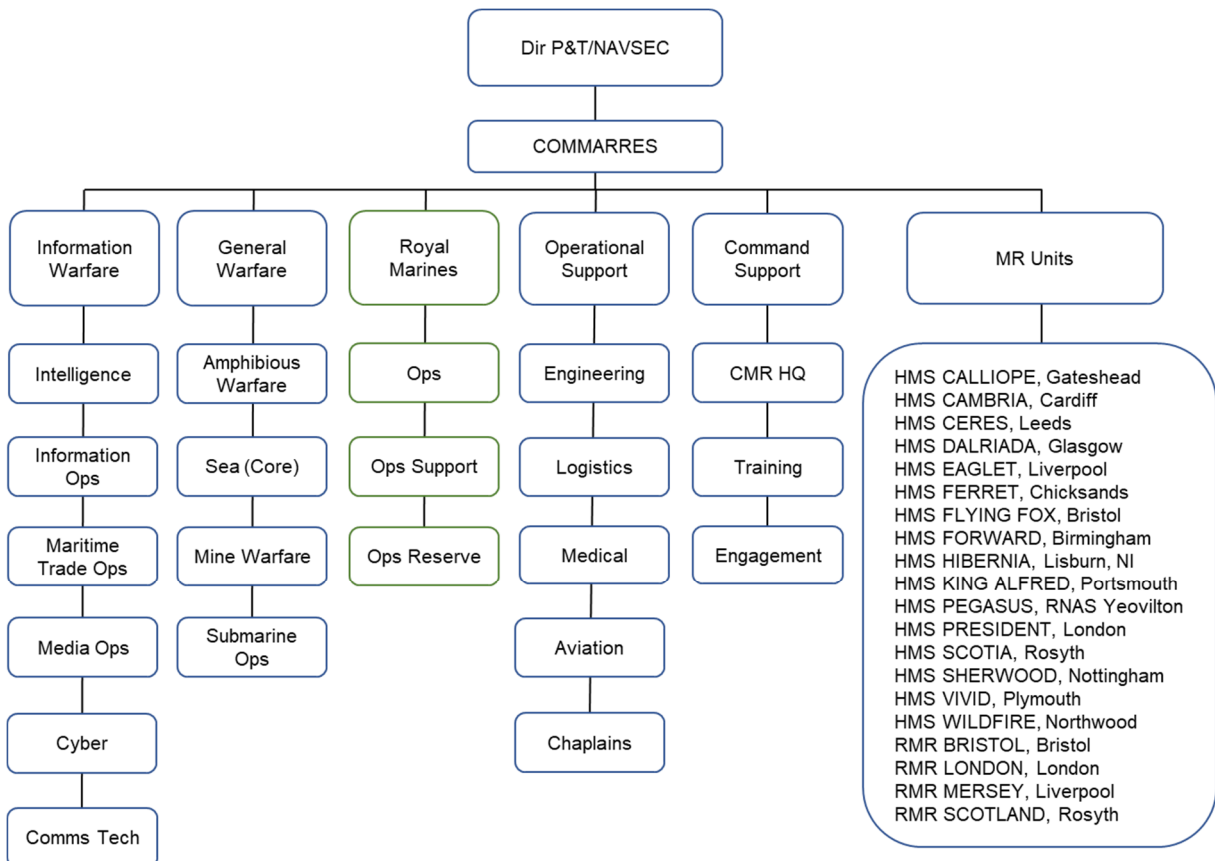 Dir P&T/NAVSEC
COMMARRES
Information
Warfare
General
Warfare
Royal
Marines
Operational
Support
Command
Support
MR Units
Intelligence
Amphibious
Warfare
Ops
Engineering
CMR HQ
Information
Ops
Sea (Core)
Ops Support
Logistics
Training
Maritime
Trade Ops
Mine Warfare
Ops Reserve
Medical
Engagement
Media Ops
Submarine
Ops
Aviation
Cyber
Chaplains
Comms Tech
HMS CALLIOPE, Gateshead
HMS CAMBRIA, Cardiff
HMS CERES, Leeds
HMS DALRIADA, Glasgow
HMS EAGLET, Liverpool
HMS FERRET, Chicksands
HMS FLYING FOX, Bristol
HMS FORWARD, Birmingham
HMS HIBERNIA, Lisburn, NI
HMS KING ALFRED, Portsmouth
HMS PEGASUS, RNAS Yeovilton
HMS PRESIDENT, London
HMS SCOTIA, Rosyth
HMS SHERWOOD, Nottingham
HMS VIVID, Plymouth
HMS WILDFIRE, Northwood
RMR BRISTOL, Bristol
RMR LONDON, London
RMR MERSEY, Liverpool
RMR SCOTLAND, Rosyth